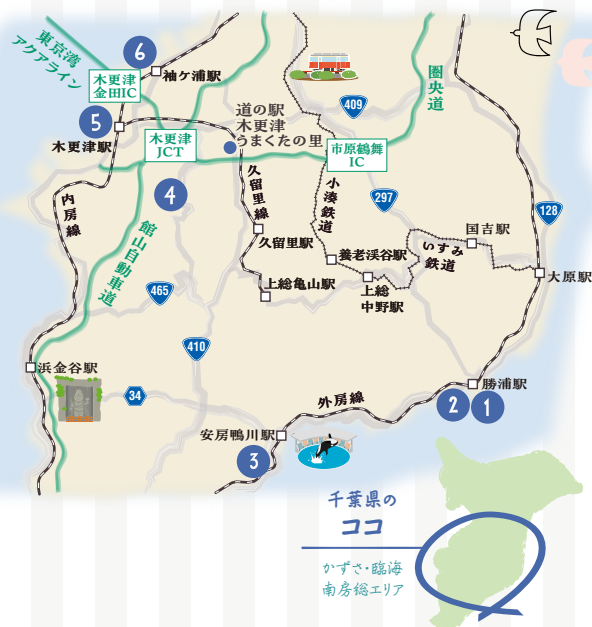 東京湾
アクアライン
6
袖ケ浦駅
木更津
金田IC
5
木更津駅
木更津
JCT
道の駅
木更津
うまくたの里
409
圏央道
市原鶴舞
IC
4
内房線
館山自動車道
久留里線
久留里駅
小湊鉄道
297
128
国吉駅
いすみ
鉄道
養老渓谷駅
大原駅
上総亀山駅
上総
中野駅
465
410
浜金谷駅
34
外房線
勝浦駅
2
1
安房鴨川駅
3
千葉県の
ココ
かずさ・臨海
南房総エリア